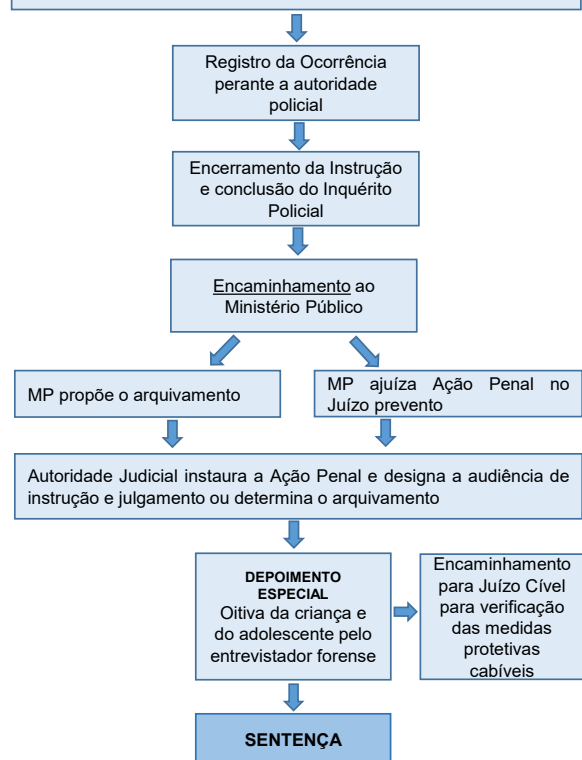 Registro da Ocorrência
perante a autoridade
policial
Encerramento da Instrução
e conclusão do Inquérito
Policial
Encaminhamento ao
Ministério Público
MP propõe o arquivamento
MP ajuíza Ação Penal no
Juízo prevento
Autoridade Judicial instaura a Ação Penal e designa a audiência de
instrução e julgamento ou determina o arquivamento
DEPOIMENTO
ESPECIAL
Oitiva da criança e
do adolescente pelo
entrevistador forense
Encaminhamento
para Juízo Cível
para verificação
das medidas
protetivas
cabíveis
SENTENÇA